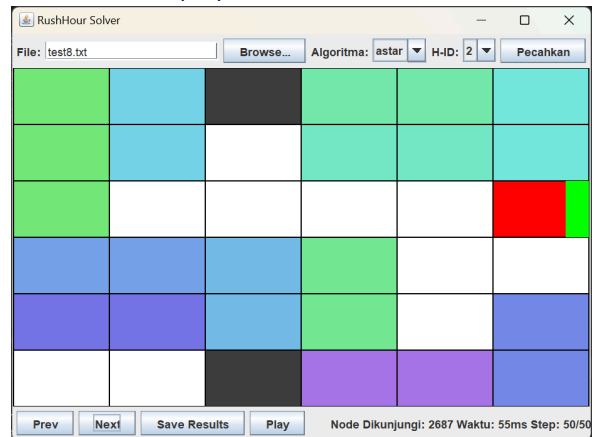 RushHour Solver
File: test8.txt Browse... Algoritma: astar H-ID: 2 Pecahkan
Prev Next Save Results Play Node Dikunjungi: 2687 Waktu: 55ms Step: 50/50